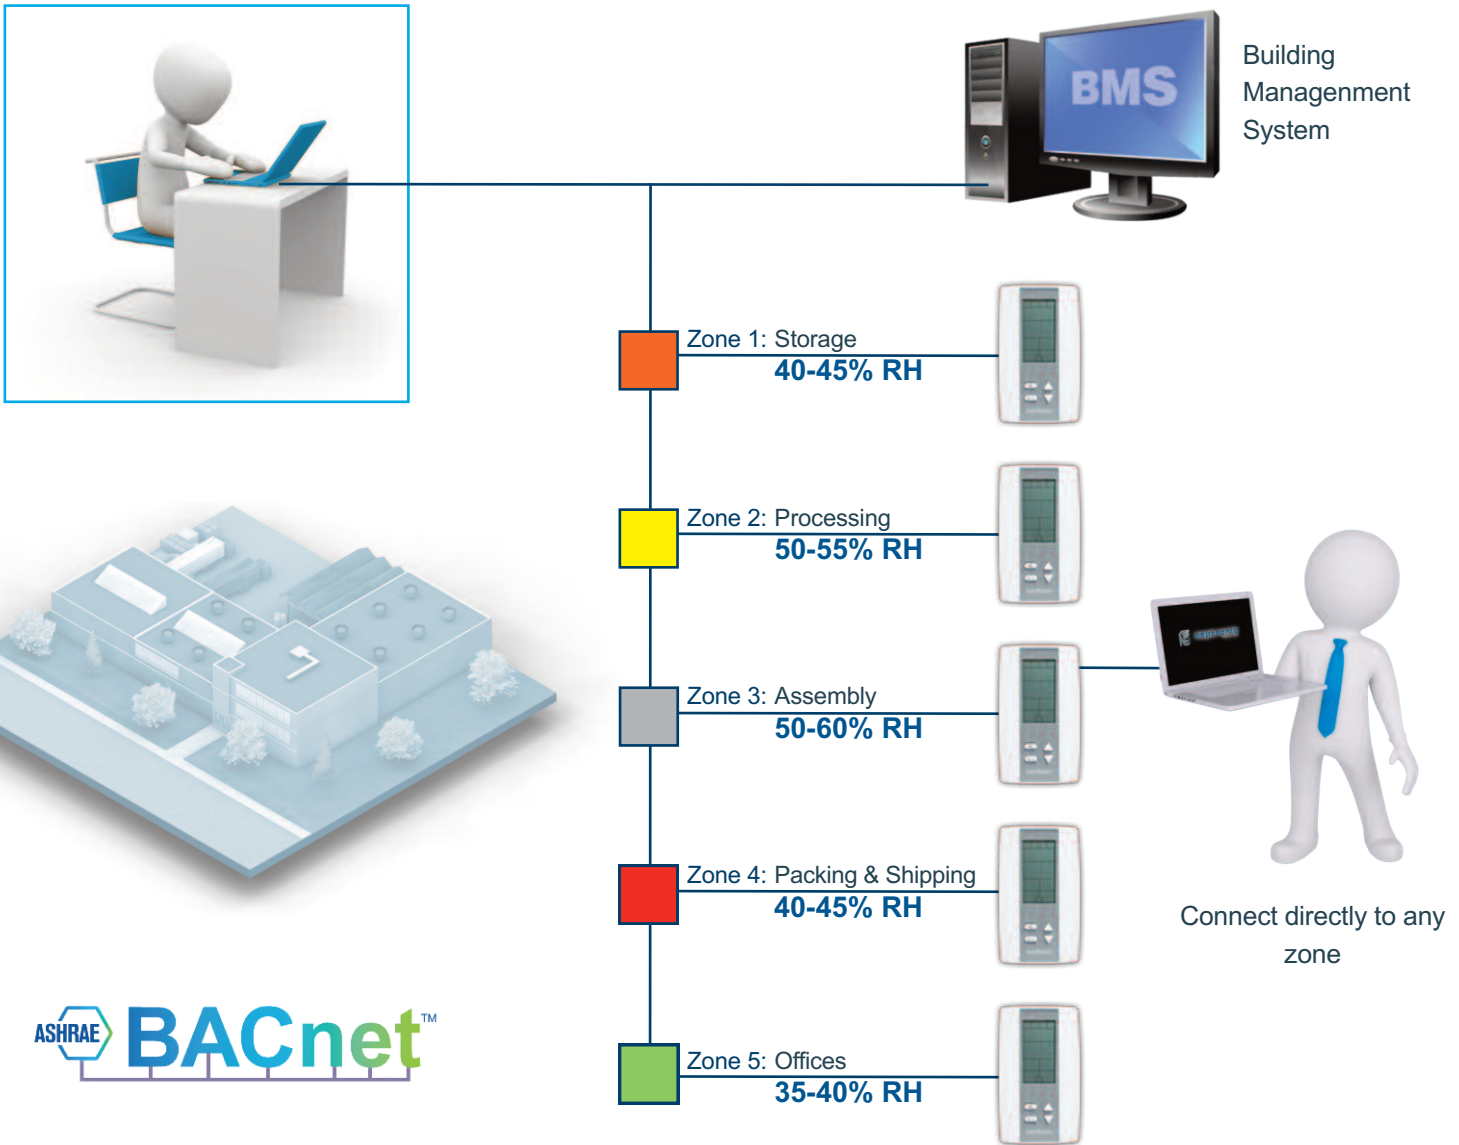 BMS
Building
Managenment
System
Zone 1: Storage
40-45% RH
Zone 2: Processing
50-55% RH
Zone 3: Assembly
50-60% RH
neptronic
Zone 4: Packing & Shipping
40-45% RH
Connect directly to any
zone
ASHRAE BACnet™
Zone 5: Offices
35-40% RH